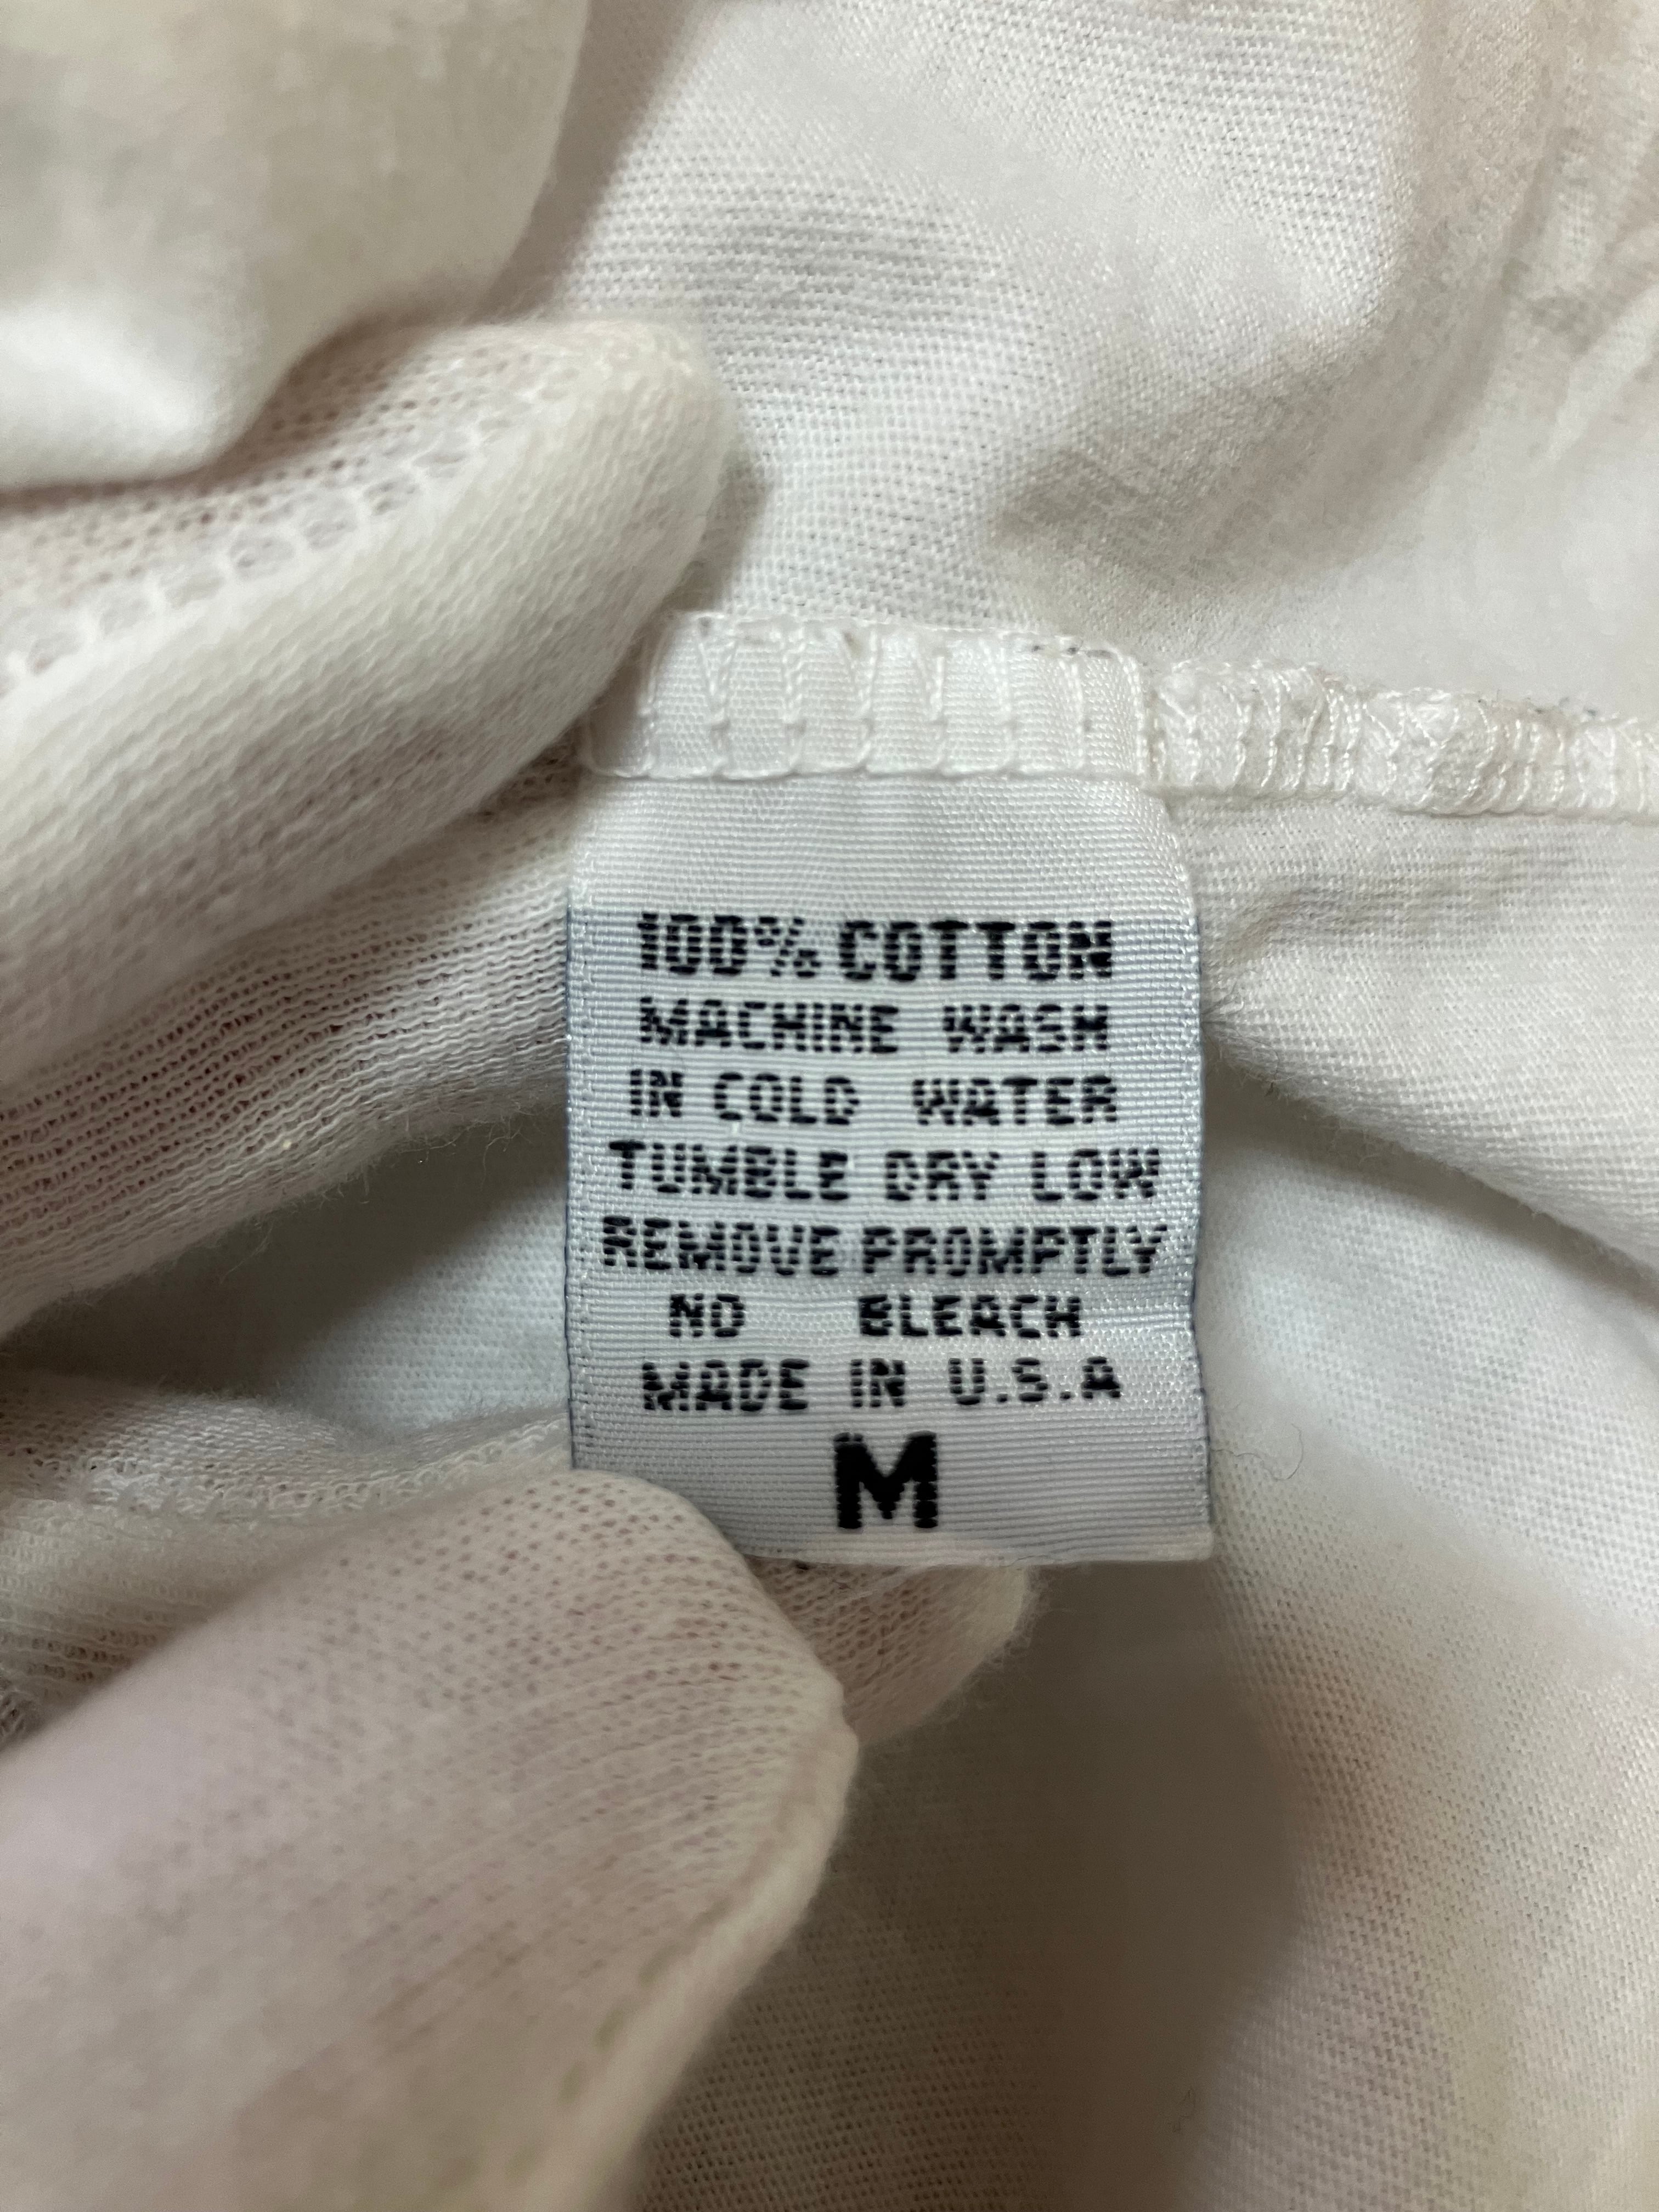 100% COTTON
MACHINE WASH
IN COLD WATER
TUMBLE DRY LOW
REMOVE PROMPTLY
NO BLEACH
MADE IN U.S.A
M